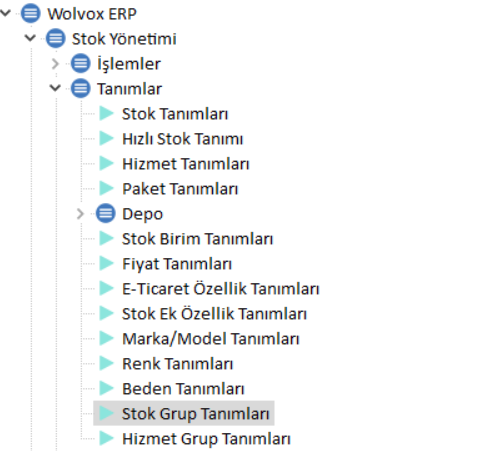 Wolvox ERP
Stok Yönetimi
İşlemler
Tanımlar
Stok Tanımları
Hızlı Stok Tanımı
Hizmet Tanımları
Paket Tanımları
Depo
Stok Birim Tanımları
Fiyat Tanımları
E-Ticaret Özellik Tanımları
Stok Ek Özellik Tanımları
Marka/Model Tanımları
Renk Tanımları
Beden Tanımları
Stok Grup Tanımları
Hizmet Grup Tanımları